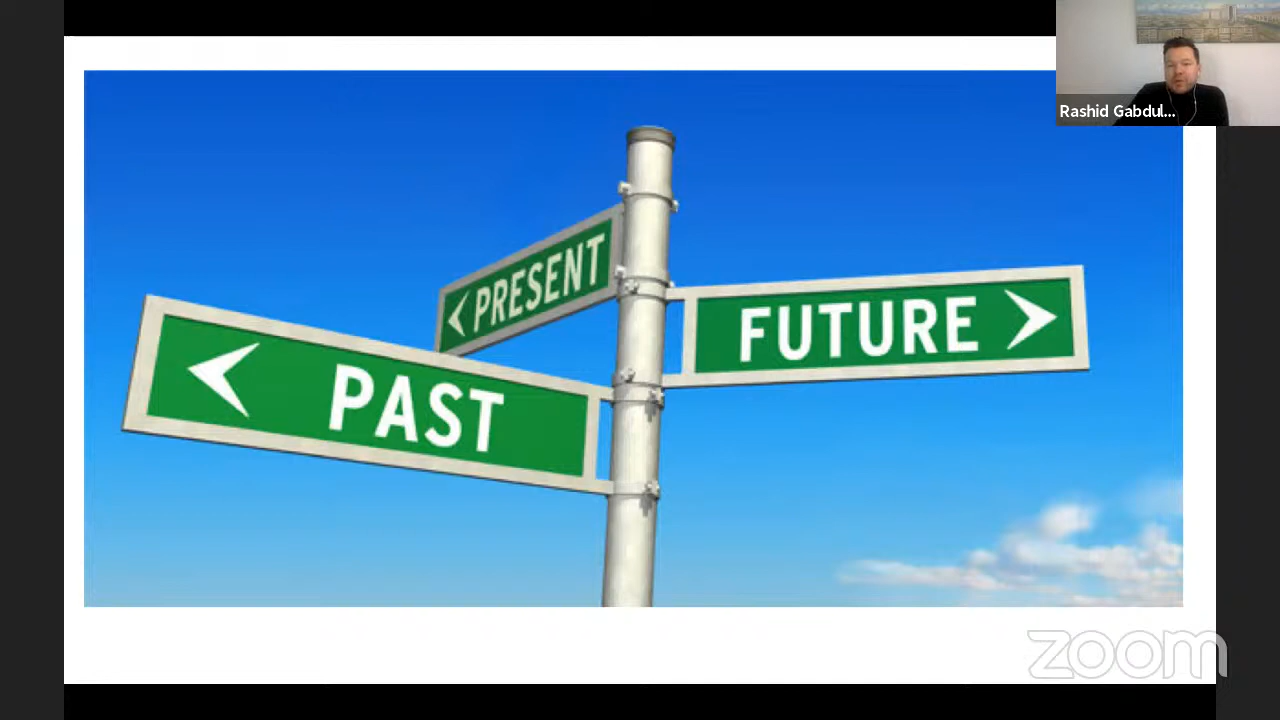 Rashid Gabdul...
< PRESENT
FUTURE >
< PAST
zoom